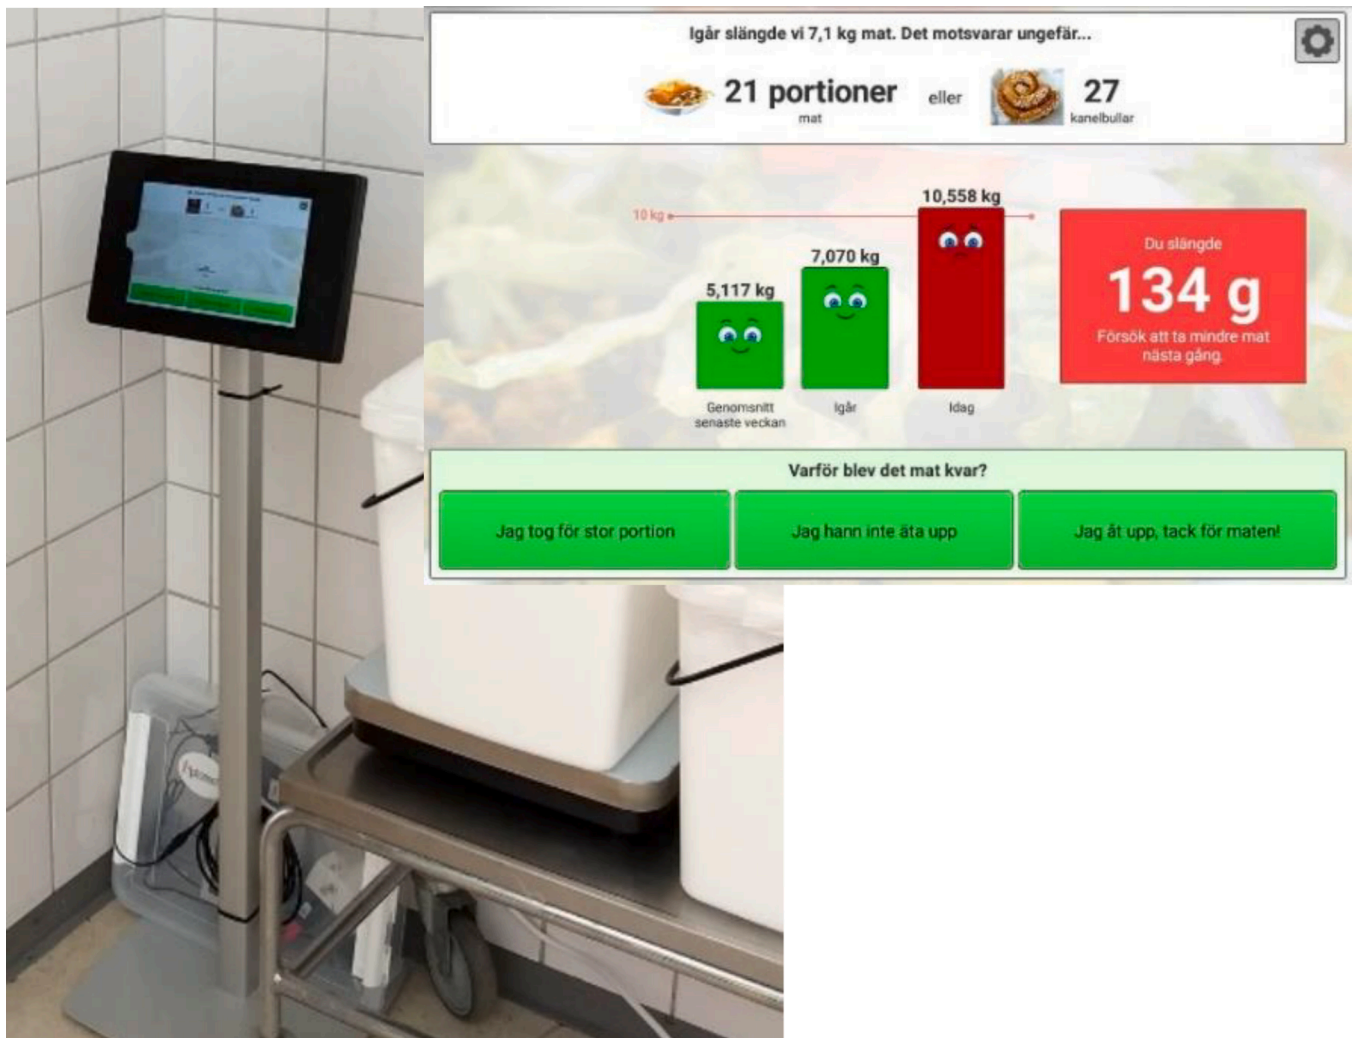 Igår slängde vi 7,1 kg mat. Det motsvarar ungefär...
21 portioner
mat
eller
27
kanelbullar
10 kg
5,117 kg
7,070 kg
10,558 kg
Genomsnitt
senaste veckan
Igår
Idag
Du slängde
134 g
Försök att ta mindre mat
nästa gång.
Varför blev det mat kvar?
Jag tog för stor portion
Jag hann inte äta upp
Jag åt upp, tack för maten!